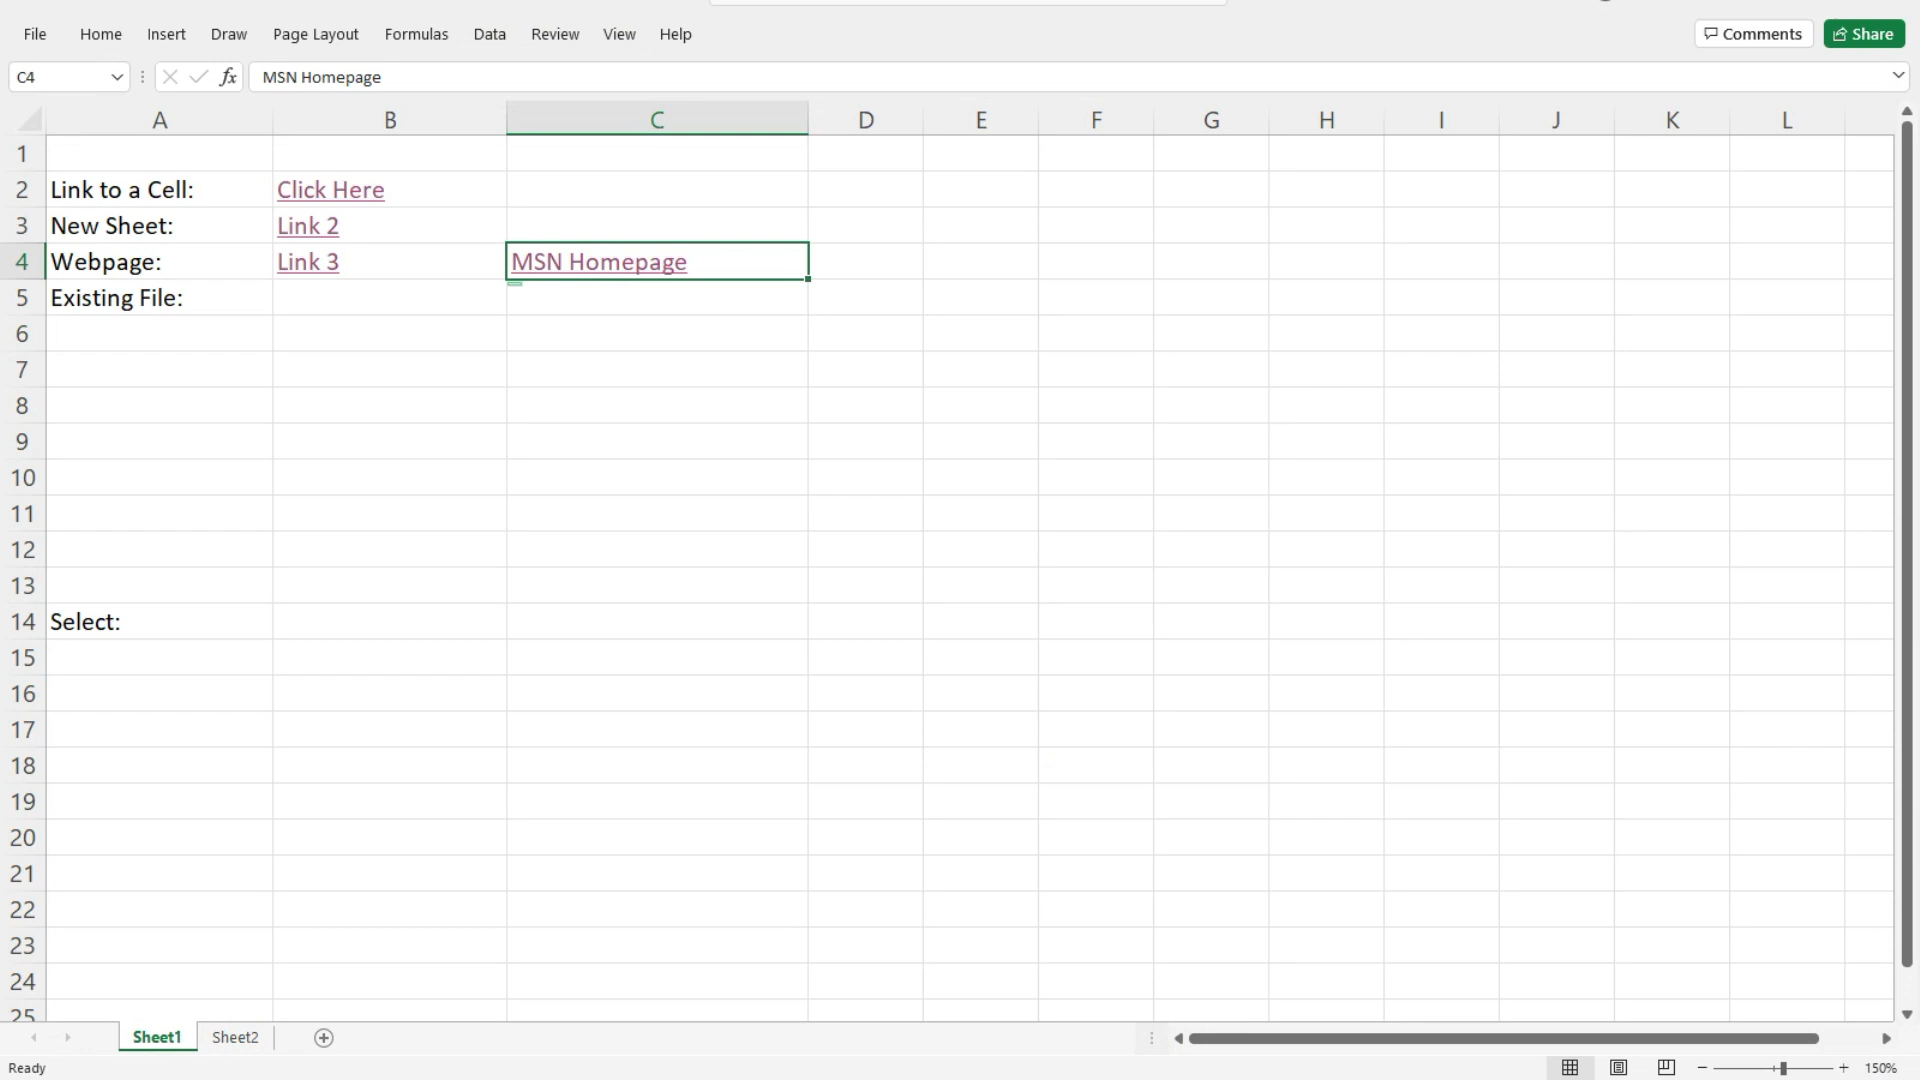 File Home Insert Draw Page Layout Formulas Data Review View Help Comments Share
C4 fx MSN Homepage
A B C D E F G H I J K L
1
2 Link to a Cell: Click Here
3 New Sheet: Link 2
4 Webpage: Link 3 MSN Homepage
5 Existing File:
6
7
8
9
10
11
12
13
14 Select:
15
16
17
18
19
20
21
22
23
24
25
Sheet1 Sheet2
Ready 150%